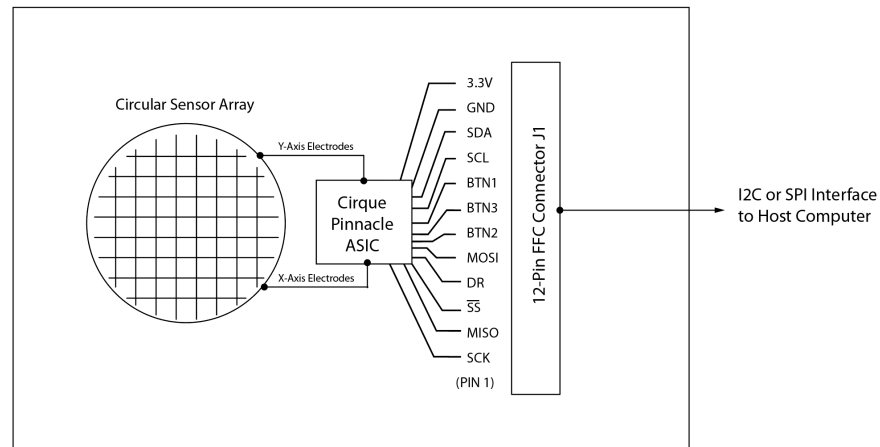 Circular Sensor Array
Y-Axis Electrodes
X-Axis Electrodes
Cirque
Pinnacle
ASIC
3.3V
GND
SDA
SCL
BTN1
BTN3
BTN2
MOSI
DR
S̅S̅
MISO
SCK
(PIN 1)
12-Pin FFC Connector J1
I2C or SPI Interface
to Host Computer